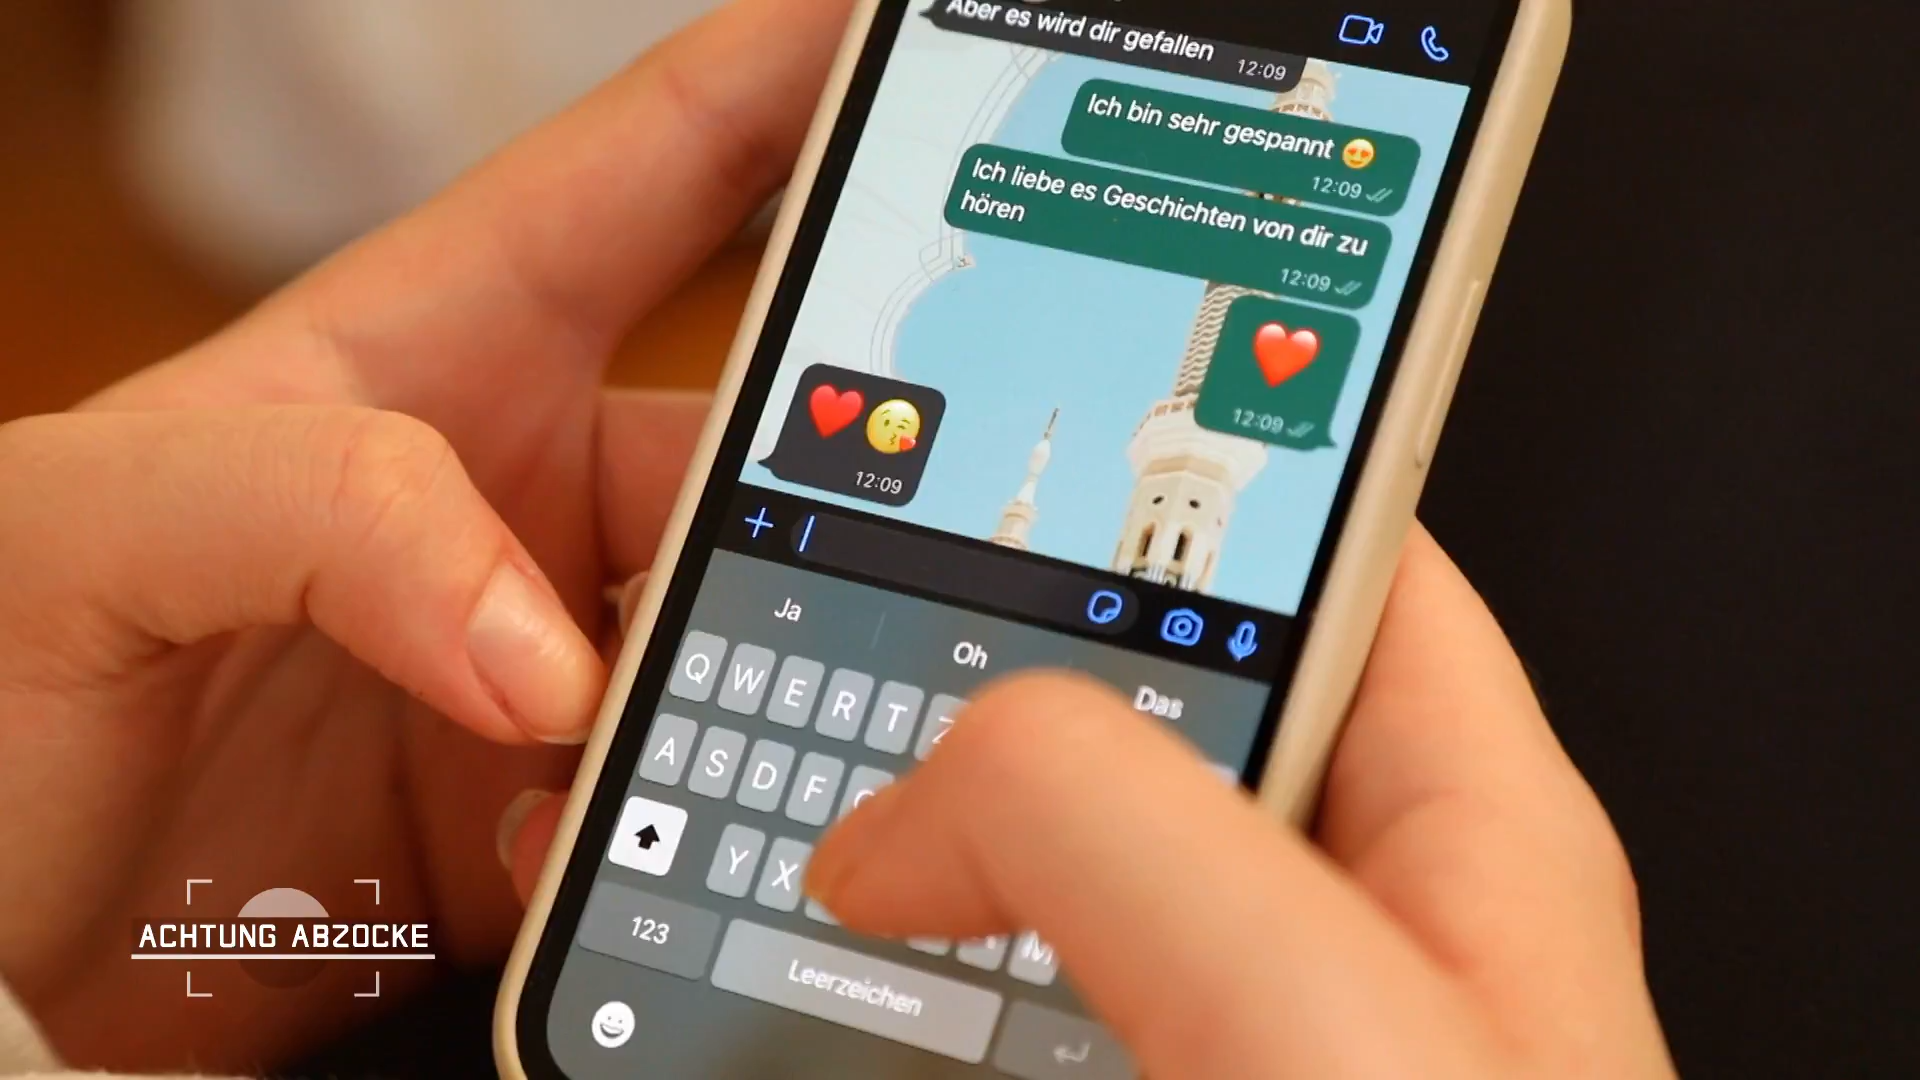 Aber es wird dir gefallen
12:09
Ich bin sehr gespannt 😍
12:09
Ich liebe es Geschichten von dir zu
hören
12:09
❤️
12:09
❤️😘
12:09
Ja Oh Das
Q W E R T Z
A S D F
Y X M
123 Leerzeichen
ACHTUNG ABZOCKE